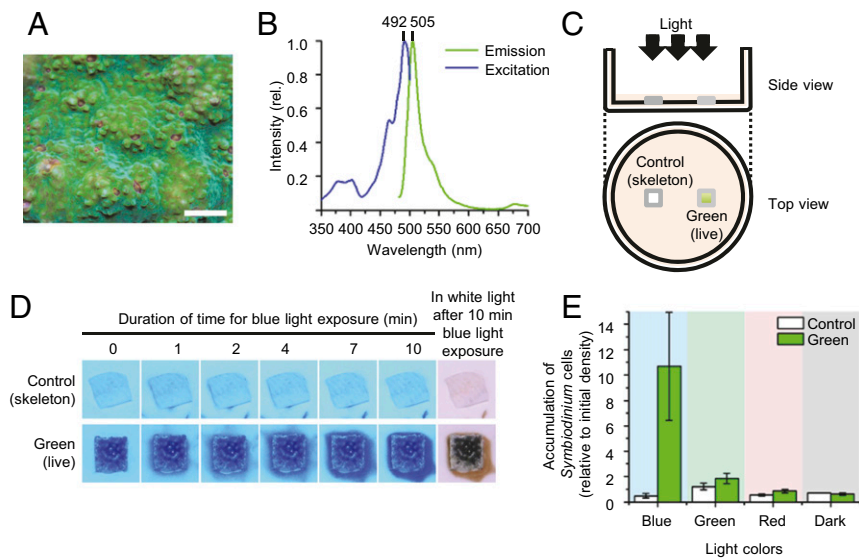 A
B
492 505
Emission
Excitation
Intensity (rel.)
1.0
0.8
0.6
0.4
0.2
350 400 450 500 550 600 650 700
Wavelength (nm)
C
Light
Side view
Control
(skeleton)
Green
(live)
Top view
D
Duration of time for blue light exposure (min)
In white light
after 10 min
blue light
exposure
0 1 2 4 7 10
Control
(skeleton)
Green
(live)
E
Accumulation of
Symbiodinium cells
(relative to initial density)
14
12
10
8
6
4
2
0
Control
Green
Blue Green Red Dark
Light colors